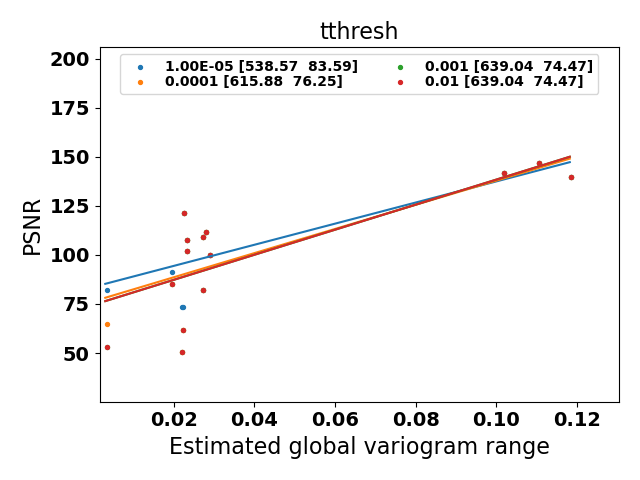 tthresh
1.00E-05 [538.57  83.59]
0.0001 [615.88  76.25]
0.001 [639.04  74.47]
0.01 [639.04  74.47]
PSNR
200
175
150
125
100
75
50
0.02 0.04 0.06 0.08 0.10 0.12
Estimated global variogram range